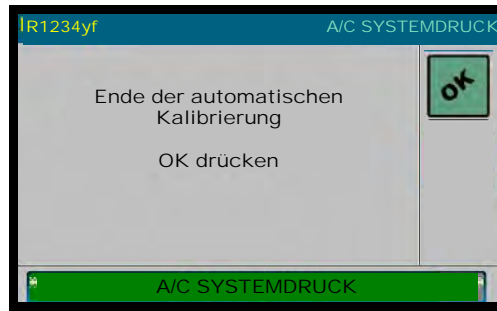 R1234yf
A/C SYSTEMDRUCK
Ende der automatischen
Kalibrierung
OK drücken
OK
A/C SYSTEMDRUCK